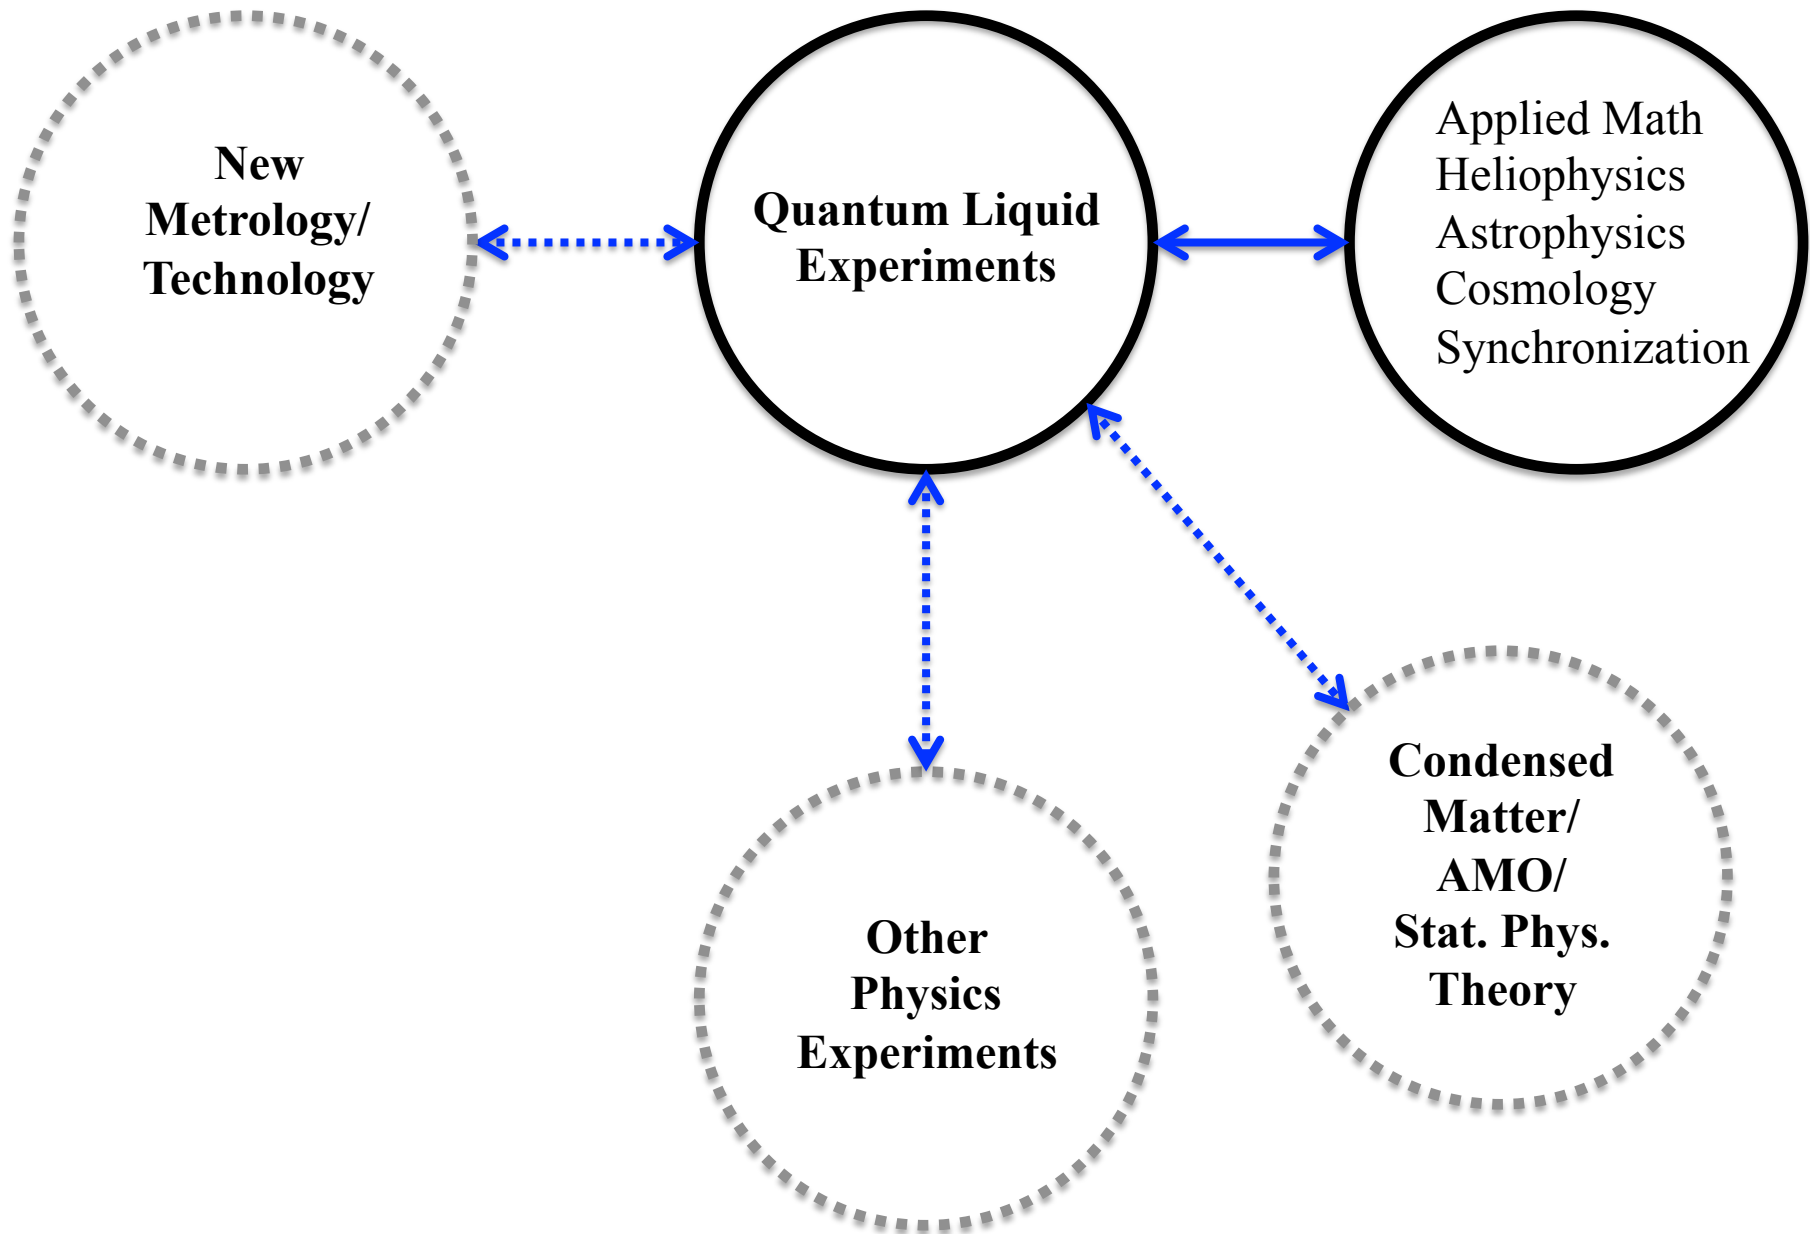 New
Metrology/
Technology
Quantum Liquid
Experiments
Applied Math
Heliophysics
Astrophysics
Cosmology
Synchronization
Other
Physics
Experiments
Condensed
Matter/
AMO/
Stat. Phys.
Theory